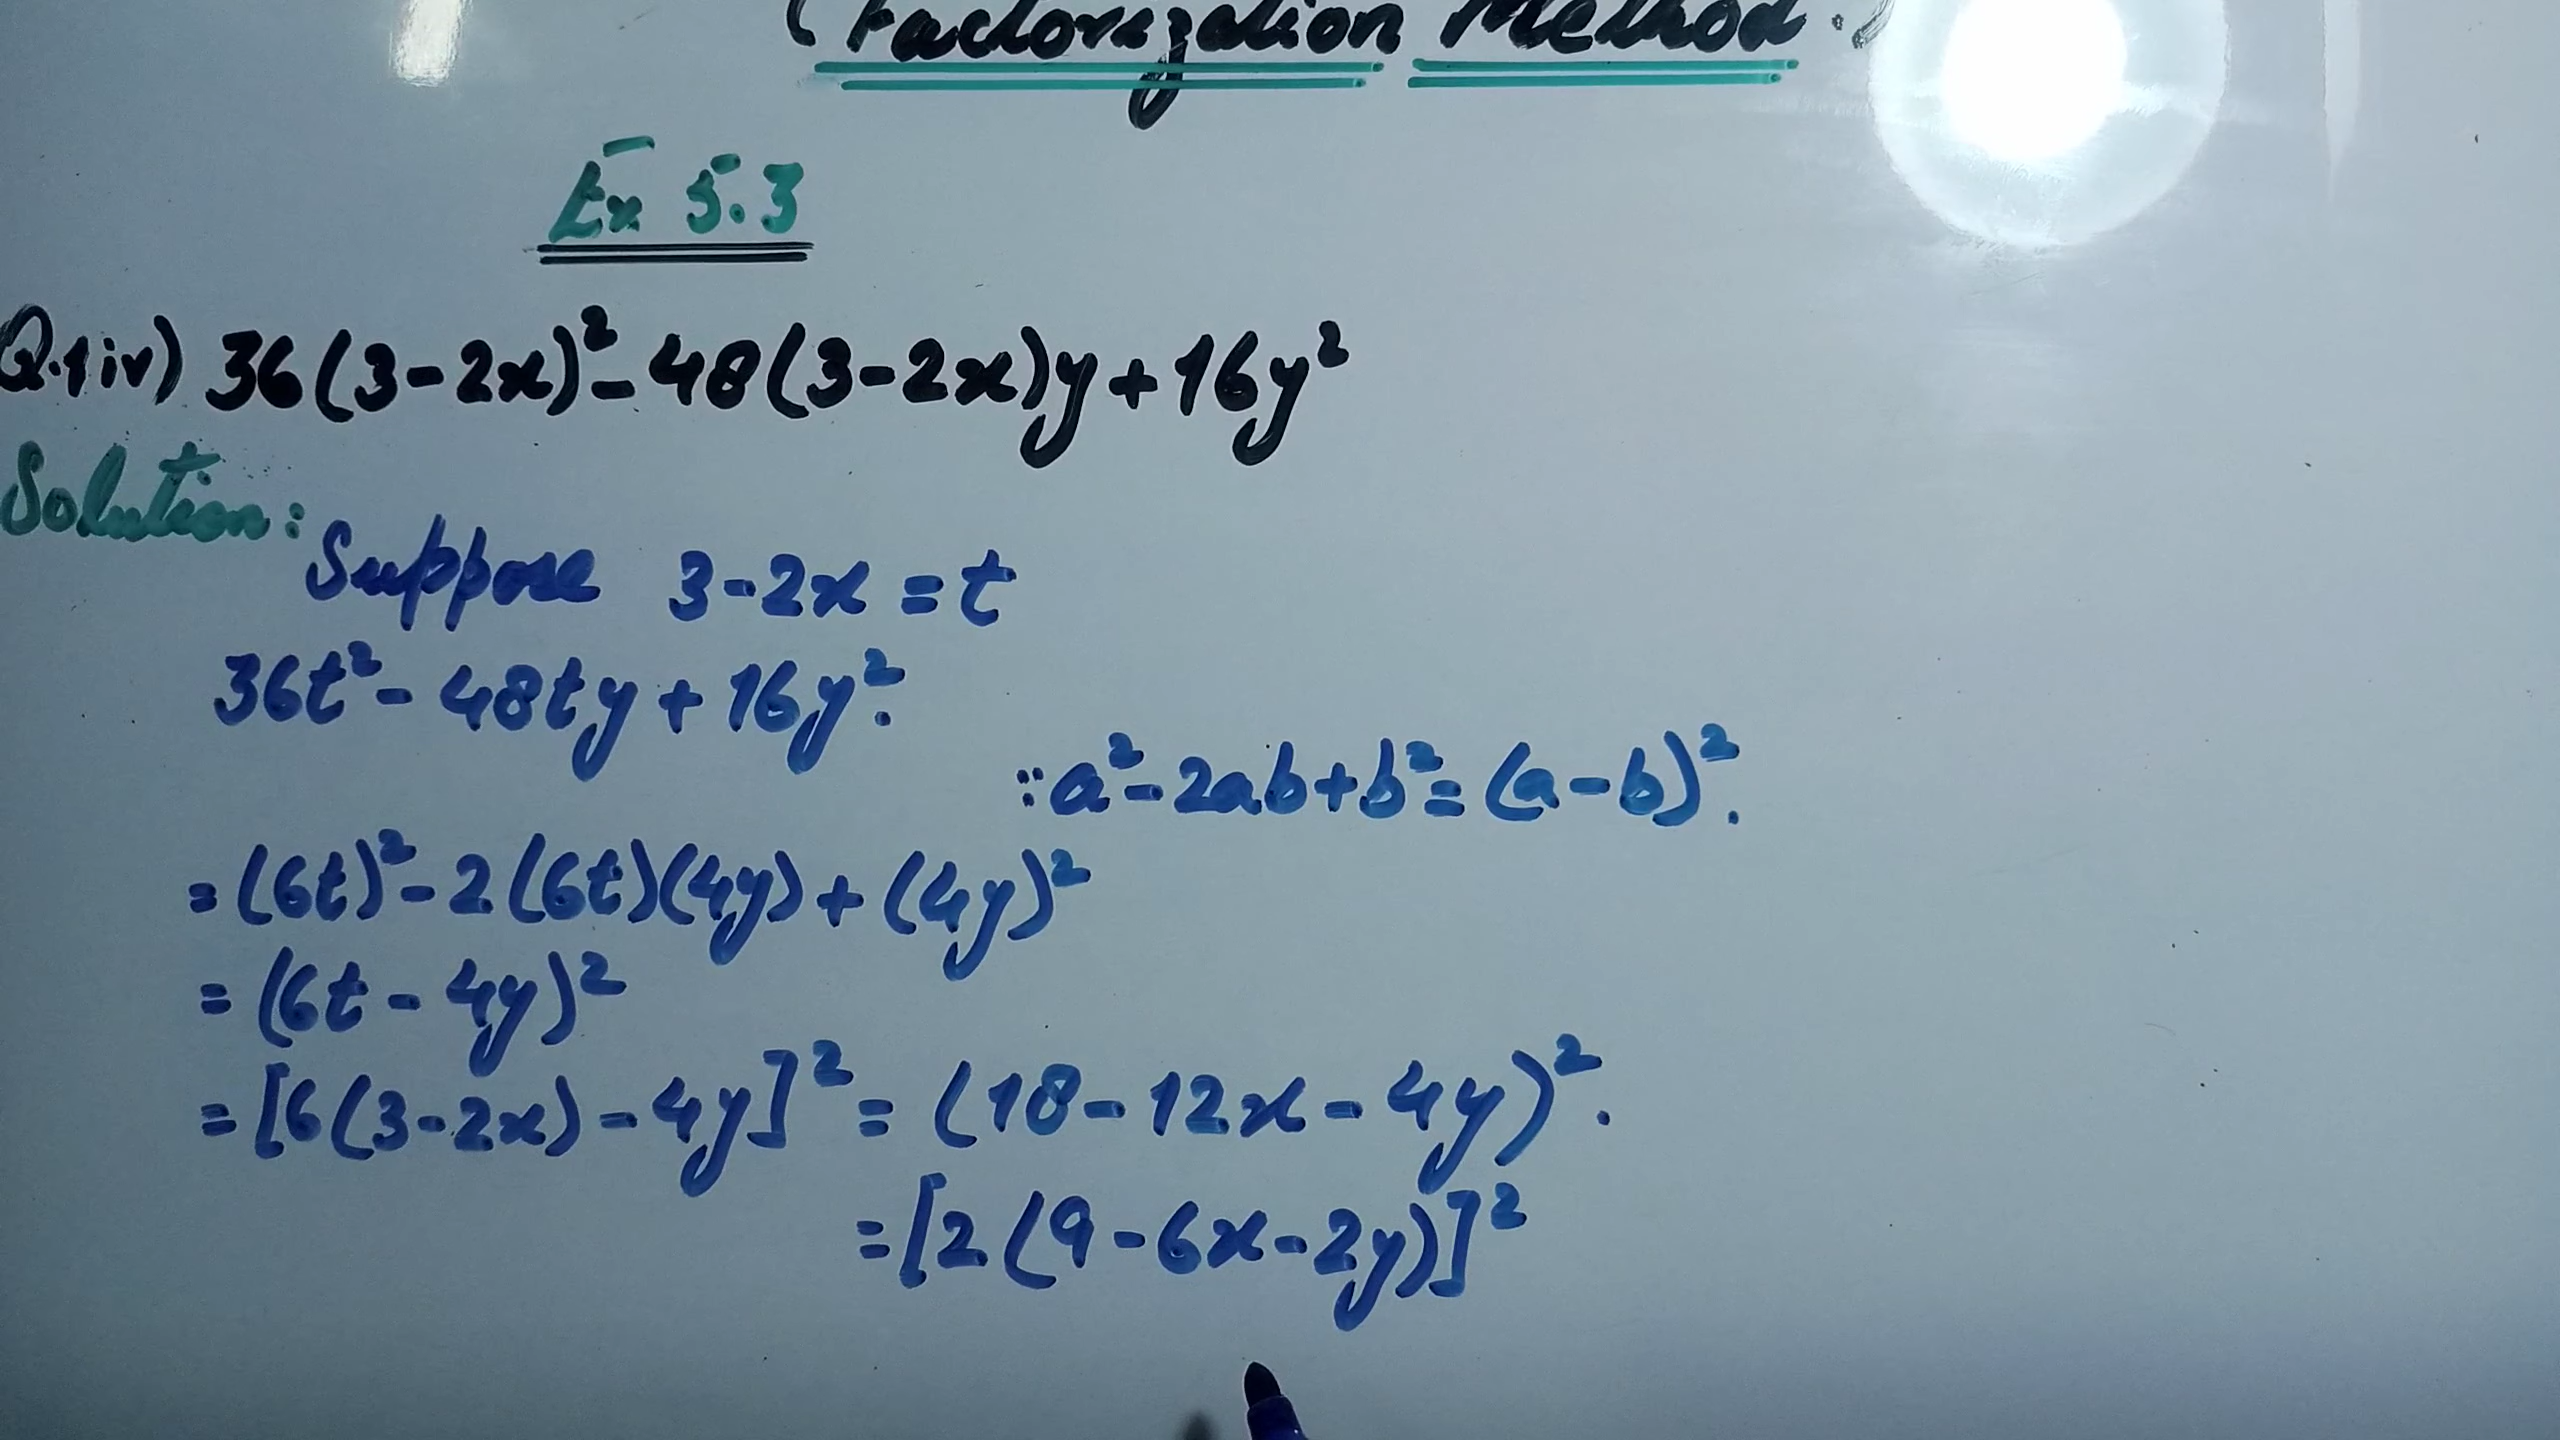 (Factorization Method.)
Ex 5.3
Q.1 iv) 36(3-2x)²-48(3-2x)y+16y²
Solution:
Suppose 3-2x=t
36t²-48ty+16y².
∵a²-2ab+b²=(a-b)².
=(6t)²-2(6t)(4y)+(4y)²
=(6t-4y)²
=[6(3-2x)-4y]²=(18-12x-4y)².
=[2(9-6x-2y)]²